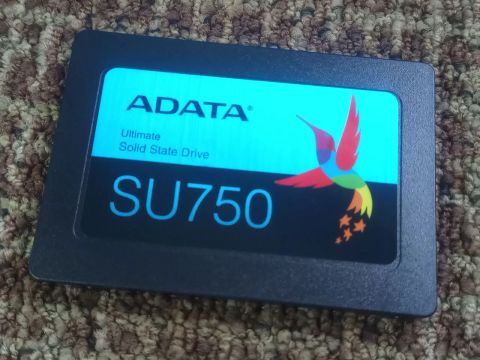 ADATA®
Ultimate
Solid State Drive
SU750